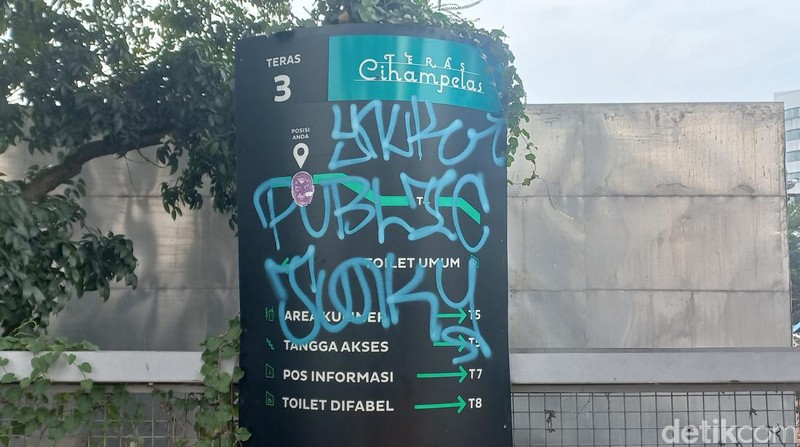 TERAS
3
TERAS
Cihampelas
POSISI
ANDA
PUBLIC
TOILET UMUM
AREA KULINER T5
TANGGA AKSES
POS INFORMASI T7
TOILET DIFABEL T8
detikcom